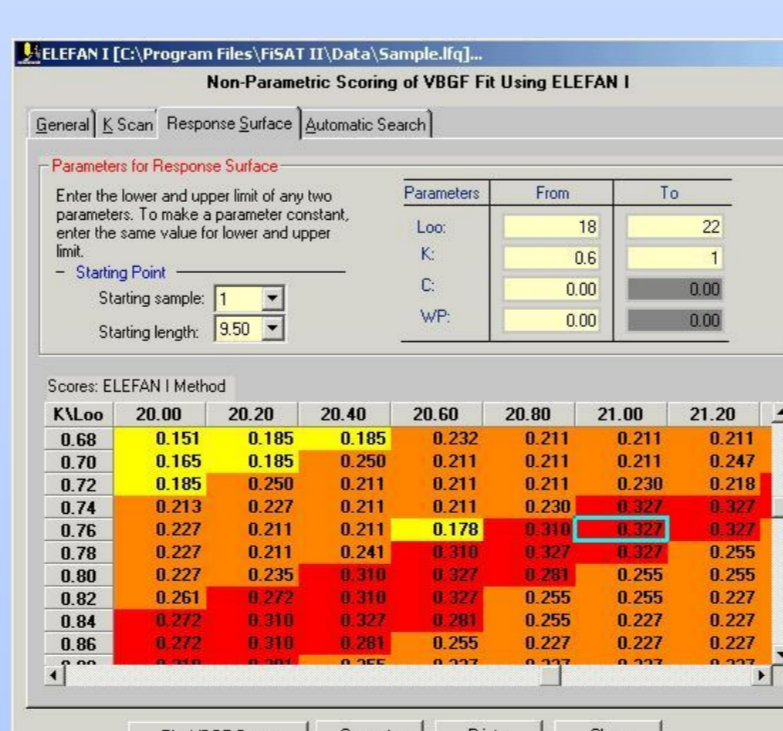 ELEFAN I [C:\Program Files\FiSAT II\Data\Sample.lfq]...
Non-Parametric Scoring of VBGF Fit Using ELEFAN I
General K Scan Response Surface Automatic Search
Parameters for Response Surface
Enter the lower and upper limit of any two
parameters. To make a parameter constant,
enter the same value for lower and upper
limit.
Starting Point
Starting sample: 1
Starting length: 9.50
Parameters From To
Loo: 18 22
K: 0.6 1
C: 0.00 0.00
WP: 0.00 0.00
Scores: ELEFAN I Method
K\Loo 20.00 20.20 20.40 20.60 20.80 21.00 21.20
0.68 0.151 0.185 0.185 0.232 0.211 0.211 0.211
0.70 0.165 0.185 0.250 0.211 0.211 0.211 0.247
0.72 0.185 0.250 0.211 0.211 0.211 0.230 0.218
0.74 0.213 0.227 0.211 0.211 0.230 0.327 0.327
0.76 0.227 0.211 0.211 0.178 0.310 0.327 0.327
0.78 0.227 0.211 0.241 0.310 0.327 0.327 0.255
0.80 0.227 0.235 0.310 0.327 0.281 0.255 0.255
0.82 0.261 0.272 0.310 0.327 0.255 0.255 0.227
0.84 0.272 0.310 0.327 0.281 0.255 0.227 0.227
0.86 0.272 0.310 0.281 0.255 0.227 0.227 0.227